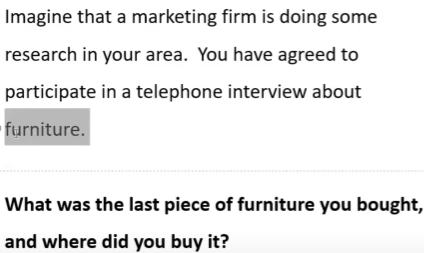 Imagine that a marketing firm is doing some
research in your area.  You have agreed to
participate in a telephone interview about
furniture.
What was the last piece of furniture you bought,
and where did you buy it?